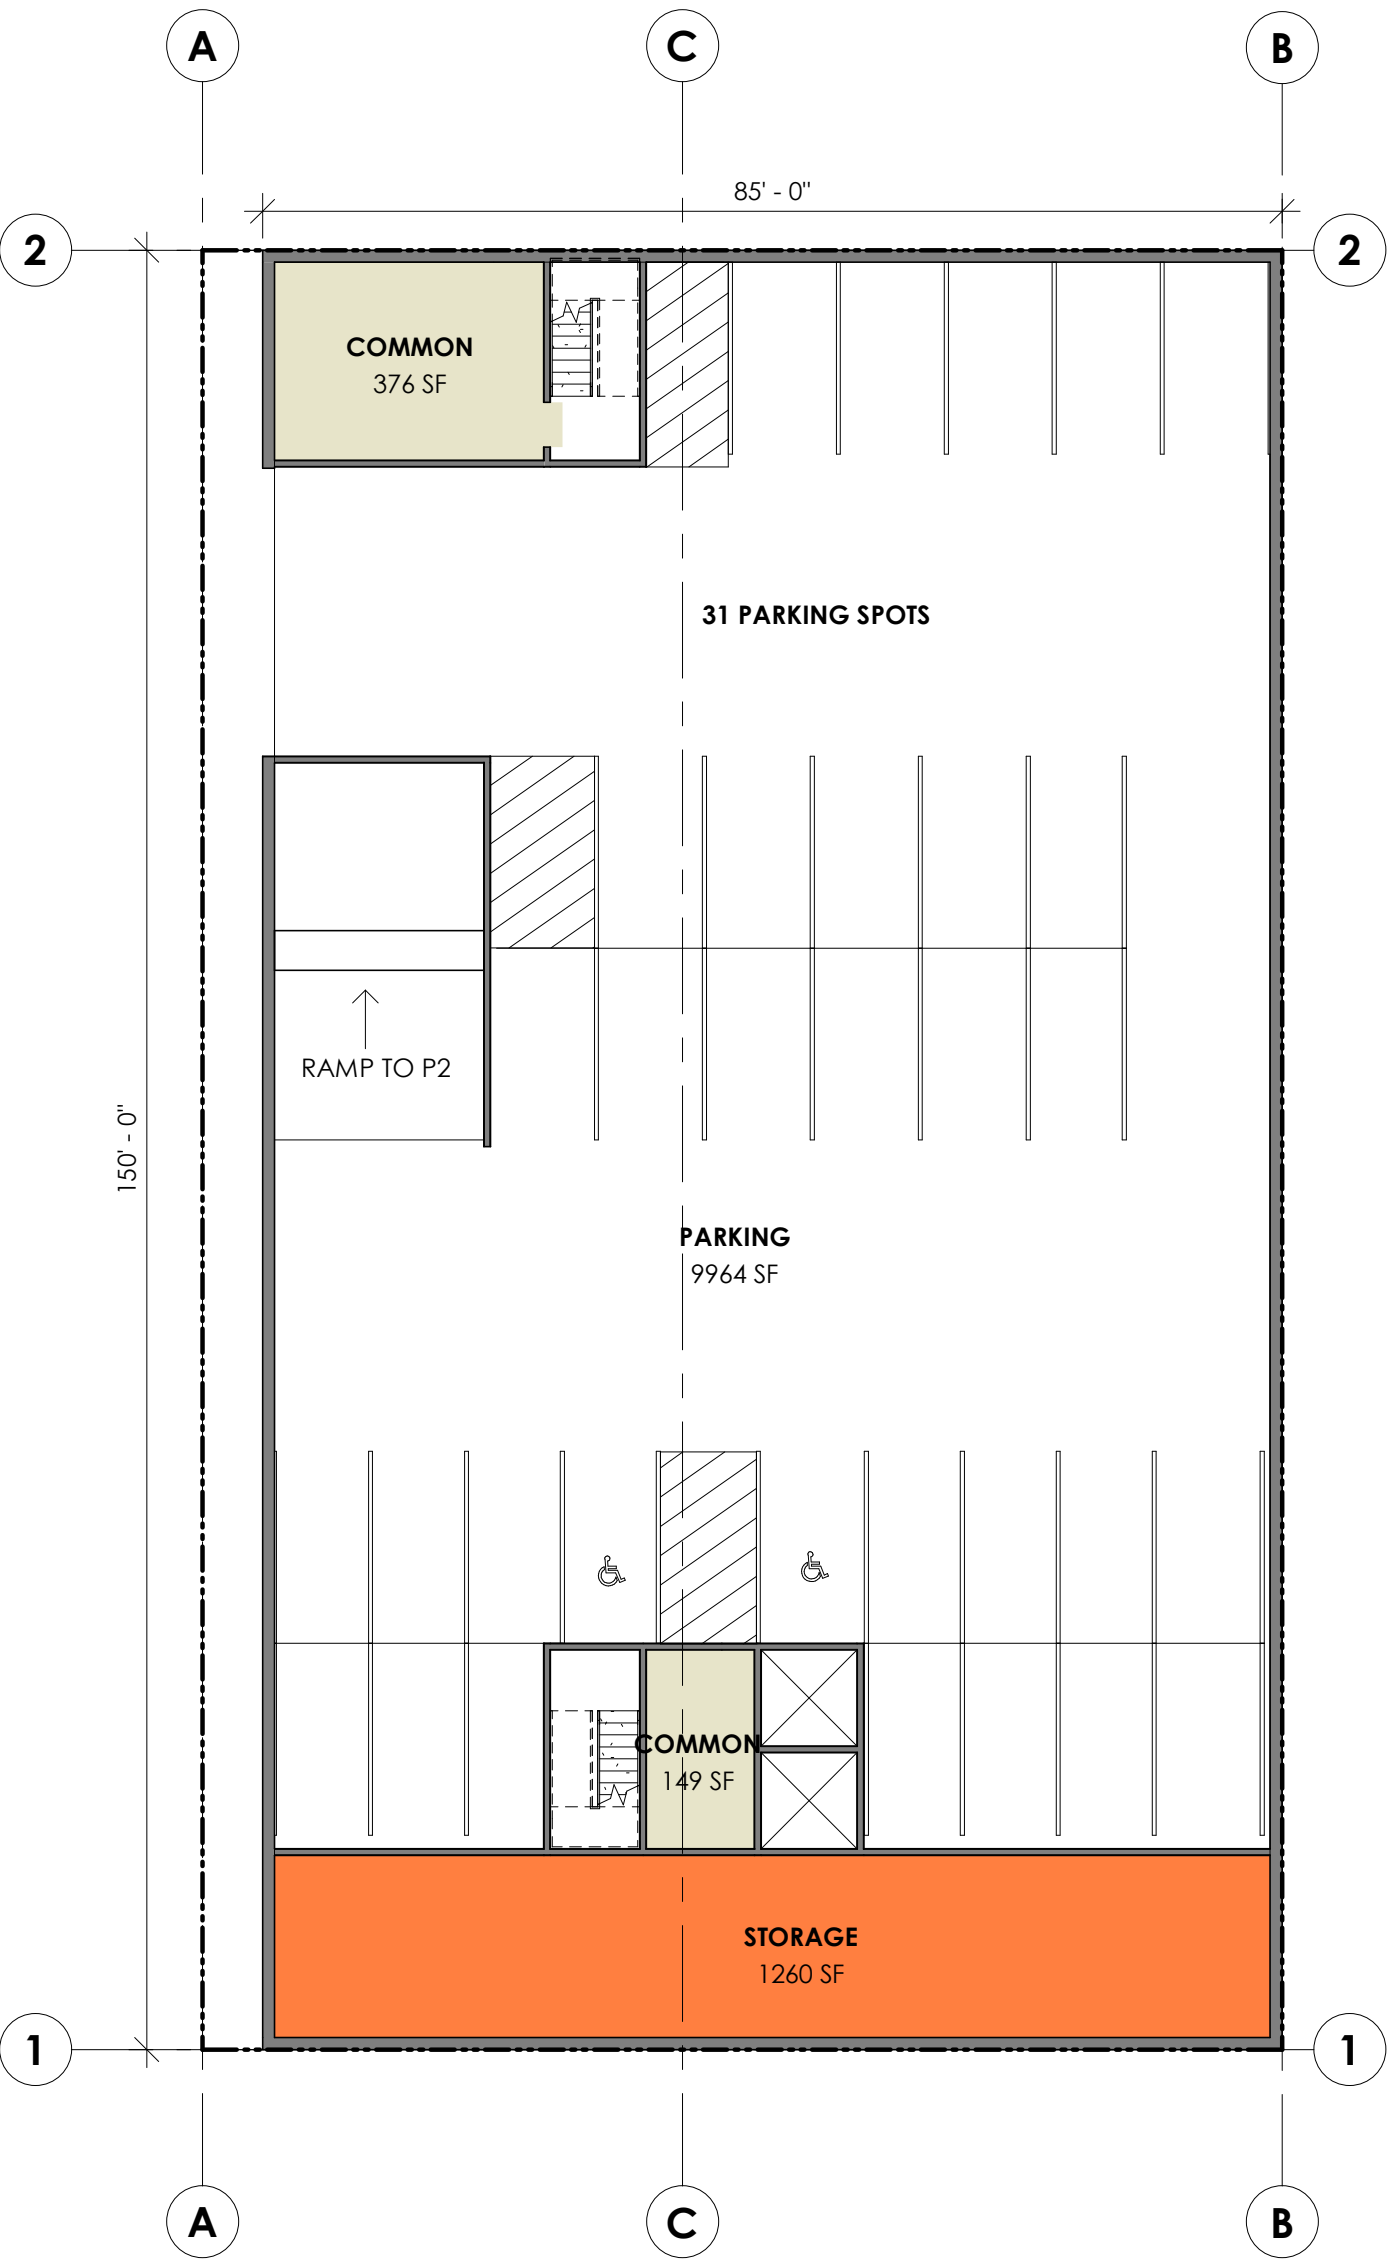 A
C
B
85' - 0"
2
2
COMMON
376 SF
31 PARKING SPOTS
RAMP TO P2
150' - 0"
PARKING
9964 SF
COMMON
149 SF
STORAGE
1260 SF
1
1
A
C
B